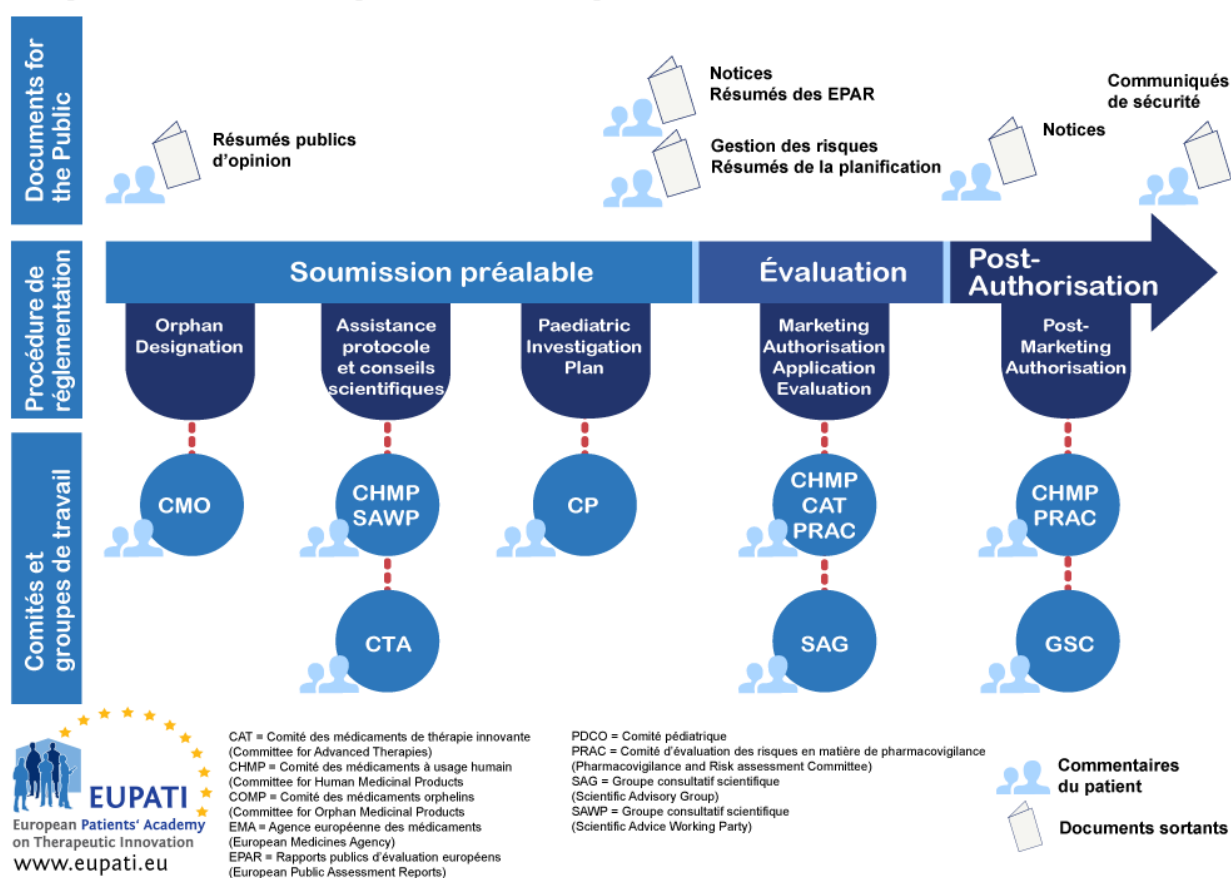 Documents for
the Public
Résumés publics
d'opinion
Notices
Résumés des EPAR
Gestion des risques
Résumés de la planification
Notices
Communiqués
de sécurité
Procédure de
réglementation
Soumission préalable
Évaluation
Post-
Authorisation
Orphan
Designation
Assistance
protocole
et conseils
scientifiques
Paediatric
Investigation
Plan
Marketing
Authorisation
Application
Evaluation
Post-
Marketing
Authorisation
Comités et
groupes de travail
CMO
CHMP
SAWP
CP
CHMP
CAT
PRAC
CHMP
PRAC
CTA
SAG
GSC
EUPATI
European Patients' Academy
on Therapeutic Innovation
www.eupati.eu
CAT = Comité des médicaments de thérapie innovante
(Committee for Advanced Therapies)
CHMP = Comité des médicaments à usage humain
(Committee for Human Medicinal Products
COMP = Comité des médicaments orphelins
(Committee for Orphan Medicinal Products
EMA = Agence européenne des médicaments
(European Medicines Agency)
EPAR = Rapports publics d'évaluation européens
(European Public Assessment Reports)
PDCO = Comité pédiatrique
PRAC = Comité d'évaluation des risques en matière de pharmacovigilance
(Pharmacovigilance and Risk assessment Committee)
SAG = Groupe consultatif scientifique
(Scientific Advisory Group)
SAWP = Groupe consultatif scientifique
(Scientific Advice Working Party)
Commentaires
du patient
Documents sortants